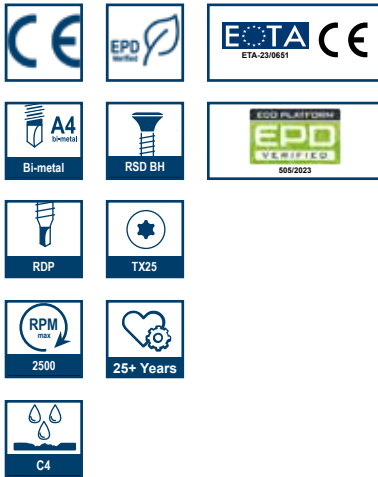 CE
EPD
Verified
EOTA CE
ETA-23/0651
A4
bi-metal
Bi-metal
RSD BH
ECO PLATFORM
EPD
VERIFIED
505/2023
RDP
TX25
RPM
max
2500
25+ Years
C4